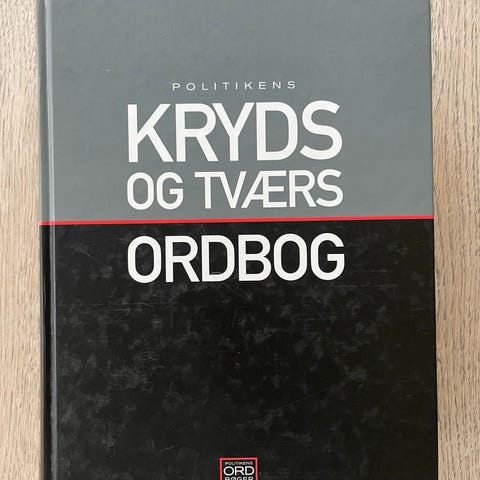 POLITIKENS
KRYDS
OG TVÆRS
ORDBOG
POLITIKENS
ORD
BØGER